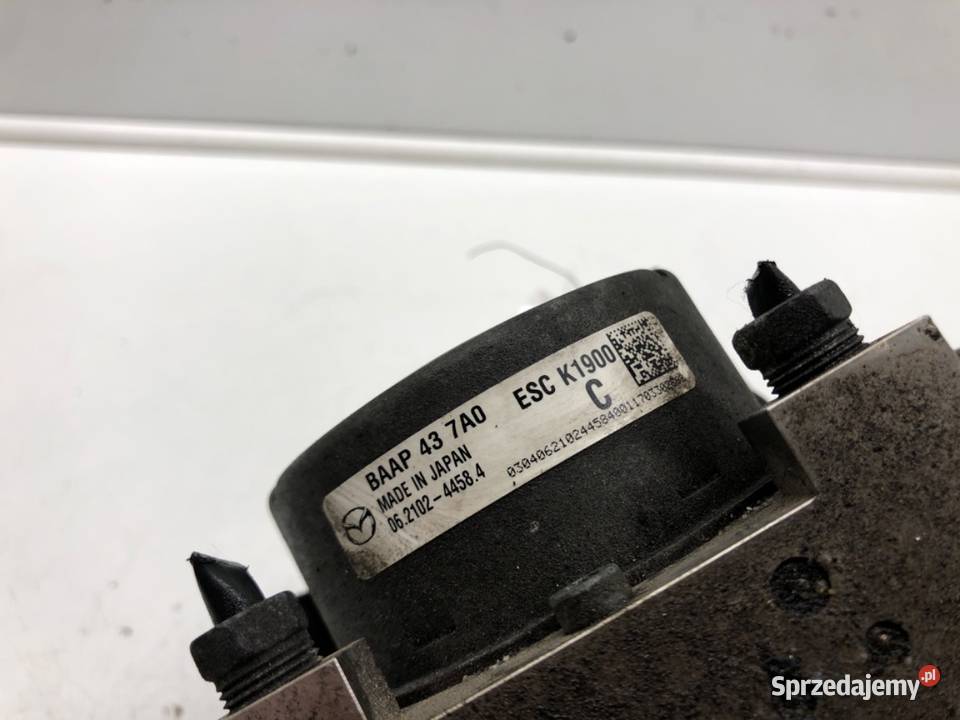 BAAP 43 7A0 ESC K1900
MADE IN JAPAN C
06.2102-4458.4
Sprzedajemy.pl